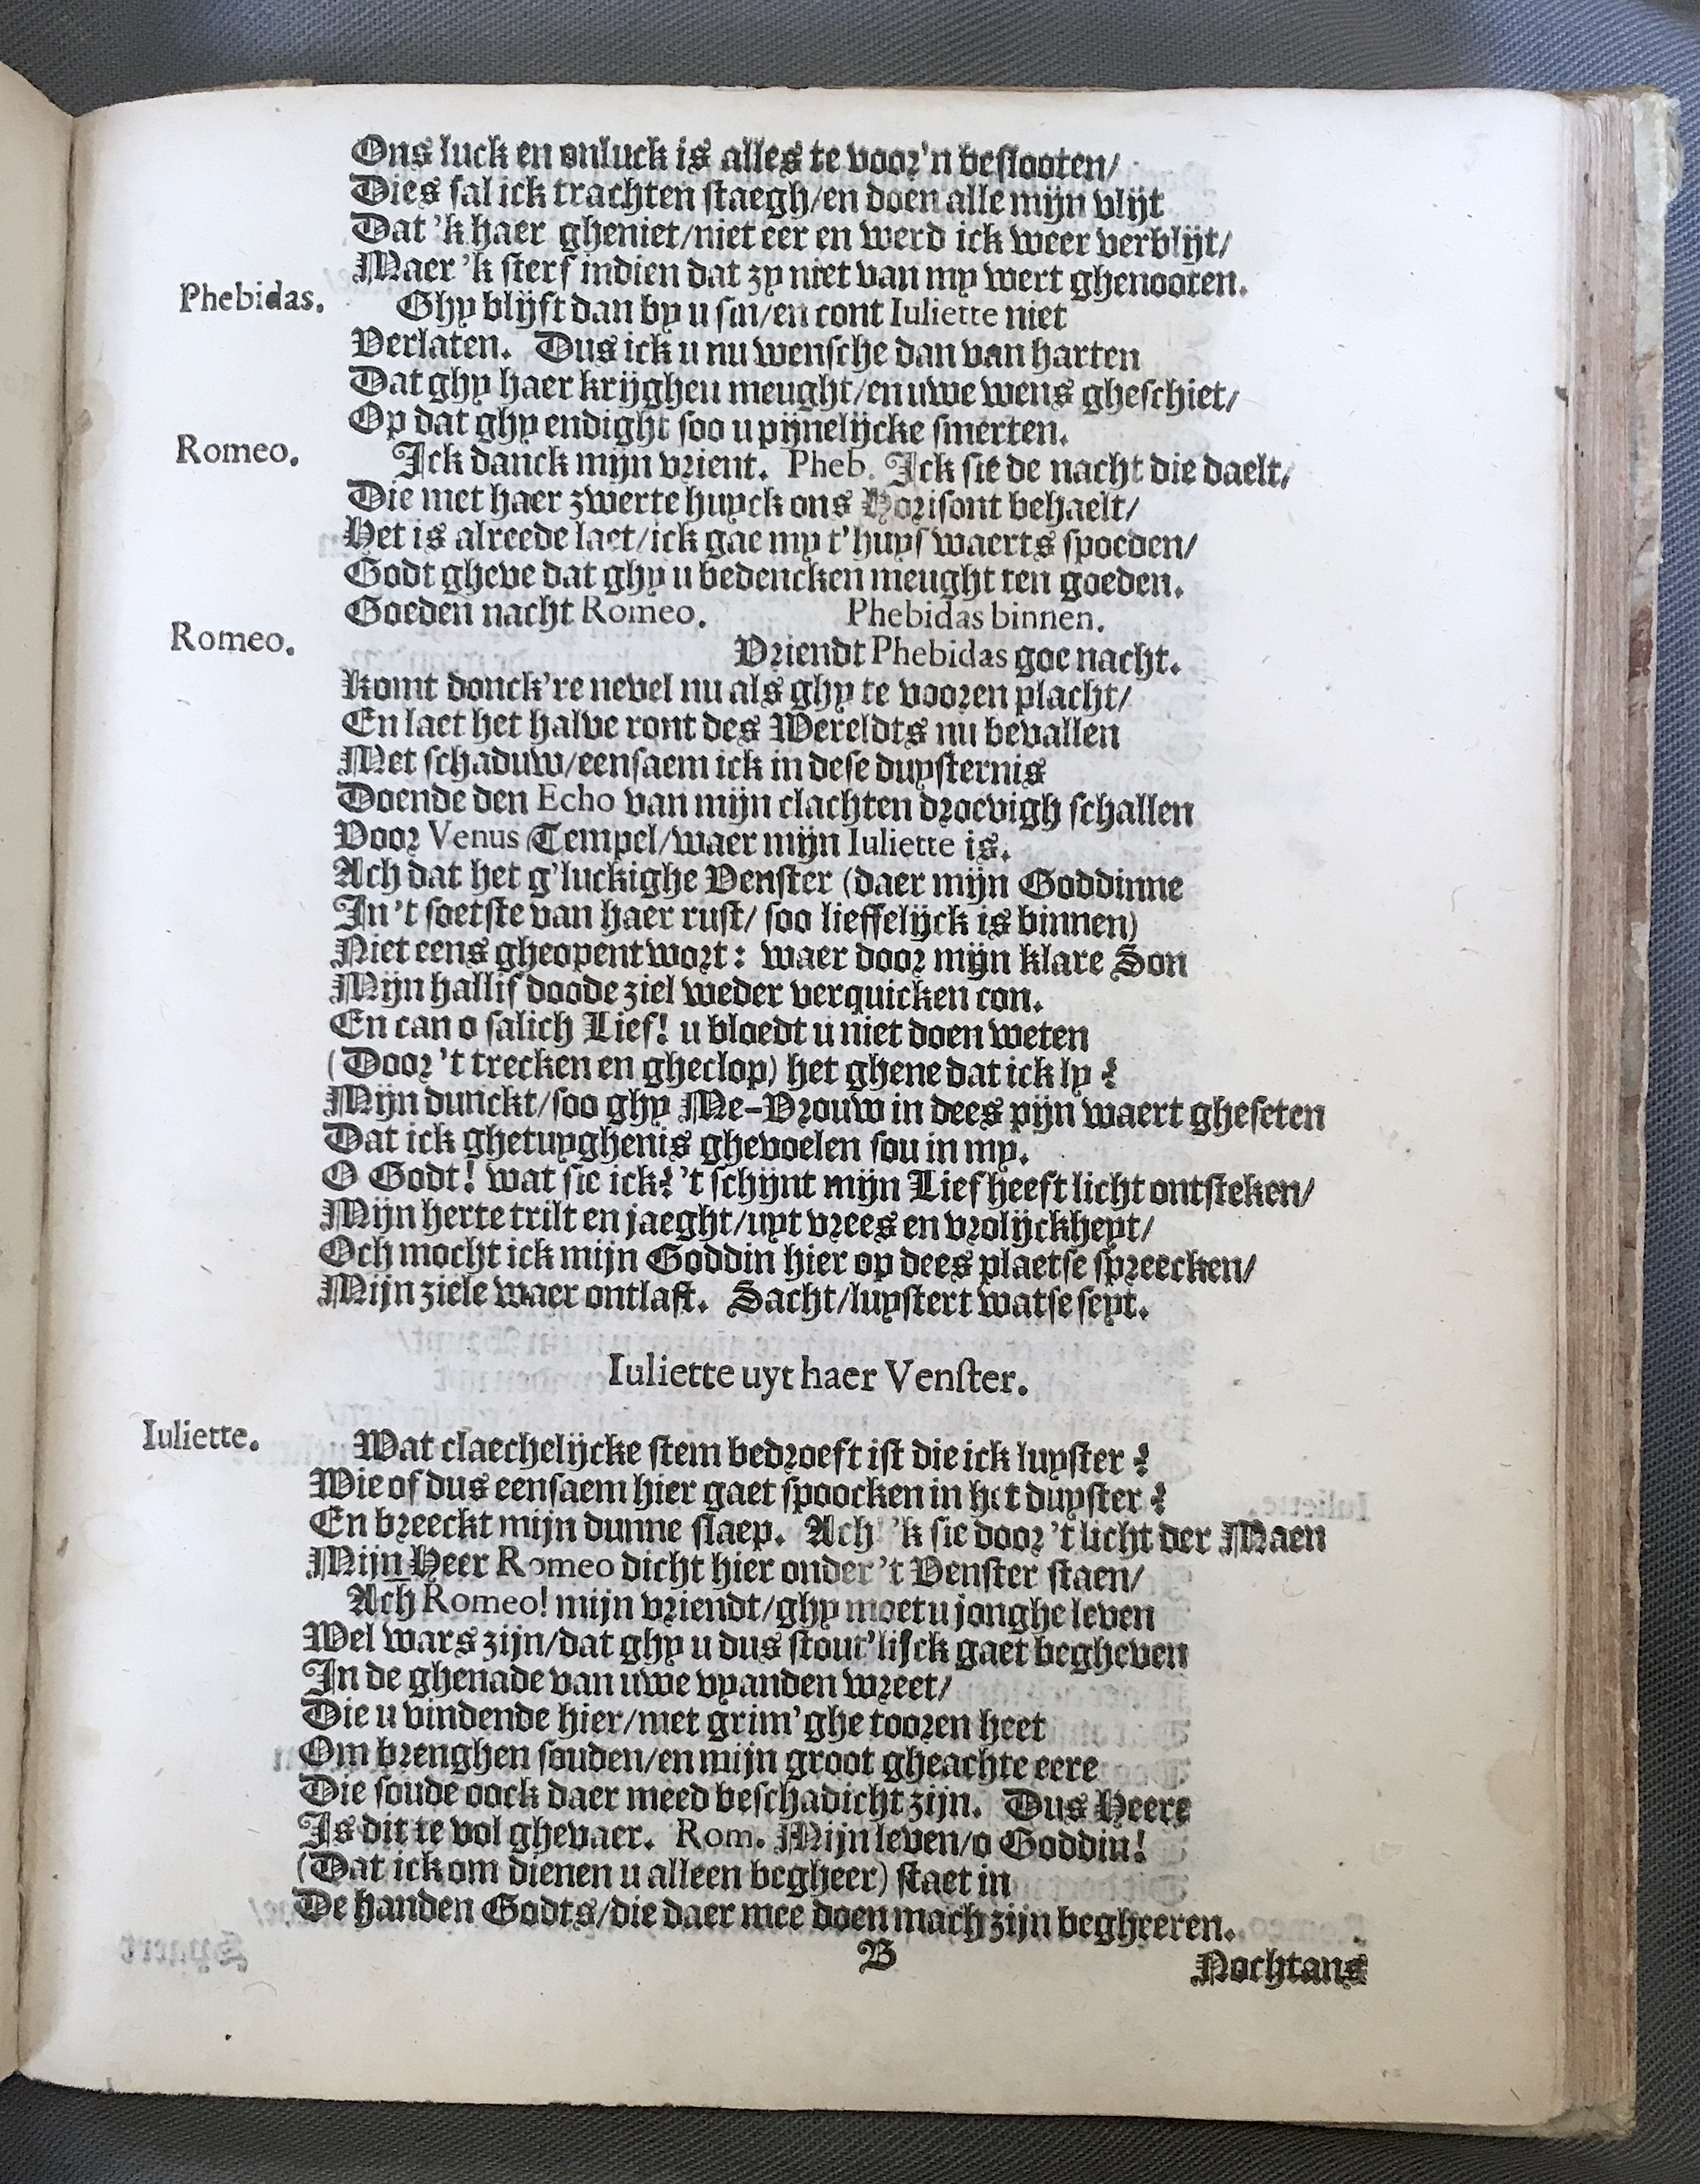 Ons luck en onluck is alles te voor'n beslooten/
Dies sal ick trachten staegh/en doen alle mijn vlijt
Dat 'k haer gheniet/niet eer en werd ick weer verblijt/
Maer 'k sterf indien dat zy niet van my wert ghenooten.
Phebidas. Ghy blijft dan by u sin/en cont Iuliette niet
Verlaten. Dus ick u nu wensche dan van harten
Dat ghy haer krijghen meught/en uwe wens gheschiet/
Op dat ghy endight soo u pijnelijcke smerten.
Romeo. Ick danck mijn vrient. Pheb. Ick sie de nacht die daelt/
Die met haer zwerte huyck ons Horisont behaelt/
Het is alreede laet/ick gae my t'huys waerts spoeden/
Godt gheve dat ghy u bedencken meught ten goeden.
Goeden nacht Romeo. Phebidas binnen.
Romeo. Vriendt Phebidas goe nacht.
Komt donck're nevel nu als ghy te vooren placht/
En laet het halve ront des Wereldts nu bevallen
Met schaduw/eensaem ick in dese duysternis
Doende den Echo van mijn clachten droevigh schallen
Voor Venus Tempel/waer mijn Iuliette is.
Ach dat het g'luckighe Venster (daer mijn Goddinne
In 't soetste van haer rust/ soo lieffelijck is binnen)
Niet eens gheopent wort: waer door mijn klare Son
Mijn hallif doode ziel weder verquicken con.
En can o salich Lief! u bloedt u niet doen weten
(Door 't trecken en gheclop) het ghene dat ick ly?
Mijn dunckt/soo ghy Me-Vrouw in dees pijn waert gheseten
Dat ick ghetuyghenis ghevoelen sou in my.
O Godt! wat sie ick? 't schijnt mijn Lief heeft licht ontsteken/
Mijn herte trilt en jaeght/uyt vrees en vrolijckheyt/
Och mocht ick mijn Goddin hier op dees plaetse spreecken/
Mijn ziele waer ontlast. Sacht/luystert watse seyt.
Iuliette uyt haer Venster.
Iuliette. Wat claechelijcke stem bedroeft ist die ick luyster?
Wie of dus eensaem hier gaet spoocken in het duyster?
En breeckt mijn dunne slaep. Ach 'k sie door 't licht der Maen
Mijn Heer Romeo dicht hier onder 't Venster staen/
Ach Romeo! mijn vriendt/ghy moet u jonghe leven
Wel wars zijn/dat ghy u dus stout'lijck gaet begheven
In de ghenade van uwe vyanden wreet/
Die u vindende hier/met grim'ghe tooren heet
Om brenghen souden/en mijn groot gheachte eere
Die soude oock daer meed beschadicht zijn. Dus Heere
Is dit te vol ghevaer. Rom. Mijn leven/o Goddin!
(Dat ick om dienen u alleen begheer) staet in
De handen Godts/die daer mee doen mach zijn begheeren.
B Nochtans